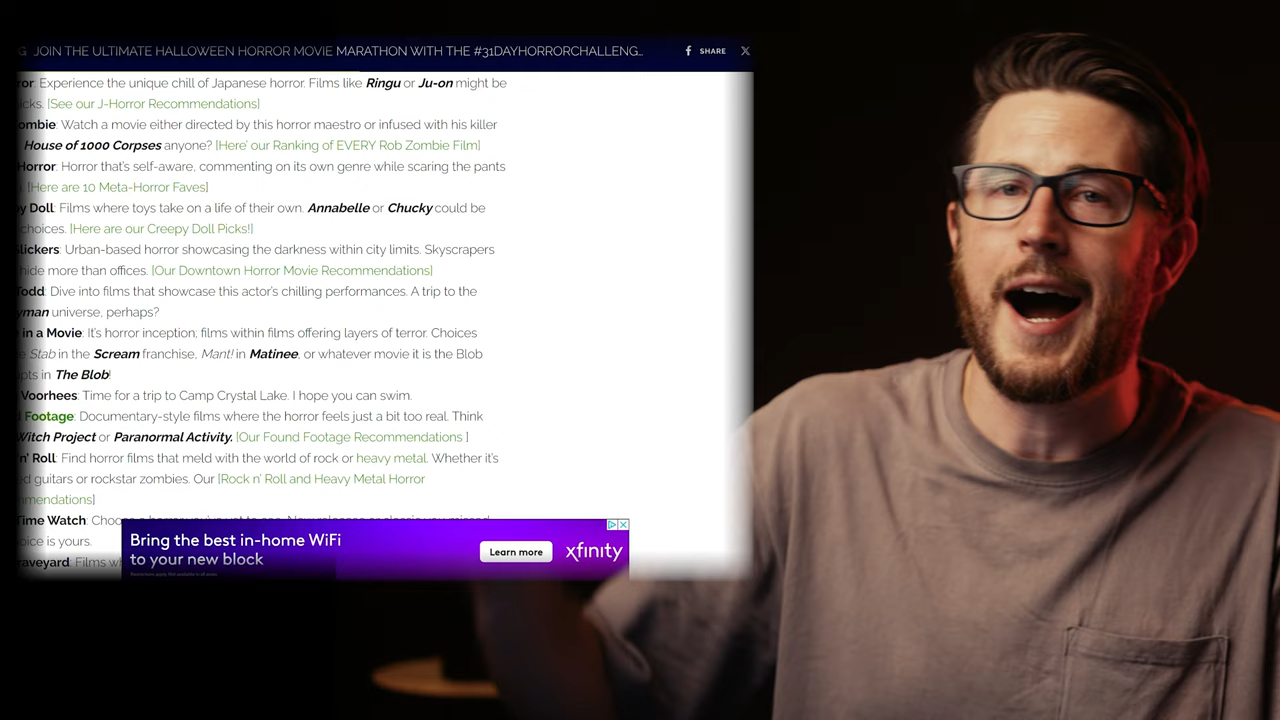 JOIN THE ULTIMATE HALLOWEEN HORROR MOVIE MARATHON WITH THE #31DAYHORRORCHALLENG...
SHARE
ror: Experience the unique chill of Japanese horror. Films like Ringu or Ju-on might be
icks. [See our J-Horror Recommendations]
ombie: Watch a movie either directed by this horror maestro or infused with his killer
House of 1000 Corpses anyone? [Here' our Ranking of EVERY Rob Zombie Film]
Horror: Horror that's self-aware, commenting on its own genre while scaring the pants
[Here are 10 Meta-Horror Faves]
y Doll: Films where toys take on a life of their own. Annabelle or Chucky could be
choices. [Here are our Creepy Doll Picks!]
lickers: Urban-based horror showcasing the darkness within city limits. Skyscrapers
hide more than offices. [Our Downtown Horror Movie Recommendations]
Todd: Dive into films that showcase this actor's chilling performances. A trip to the
yman universe, perhaps?
in a Movie: It's horror inception; films within films offering layers of terror. Choices
Stab in the Scream franchise, Mant! in Matinee, or whatever movie it is the Blob
upts in The Blob!
Voorhees: Time for a trip to Camp Crystal Lake. I hope you can swim.
Footage: Documentary-style films where the horror feels just a bit too real. Think
Witch Project or Paranormal Activity. [Our Found Footage Recommendations ]
n' Roll: Find horror films that meld with the world of rock or heavy metal. Whether it's
d guitars or rockstar zombies. Our [Rock n' Roll and Heavy Metal Horror
mmendations]
Time Watch:
oice is yours.
raveyard: Films
Bring the best in-home WiFi
to your new block
Learn more
xfinity